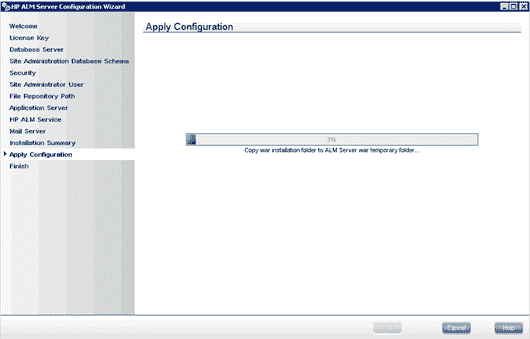 HP ALM Server Configuration Wizard
Welcome
License Key
Database Server
Site Administration Database Schema
Security
Site Administrator User
File Repository Path
Application Server
HP ALM Service
Mail Server
Installation Summary
Apply Configuration
Finish
Apply Configuration
3%
Copy war installation folder to ALM Server war temporary folder...
Cancel
Help